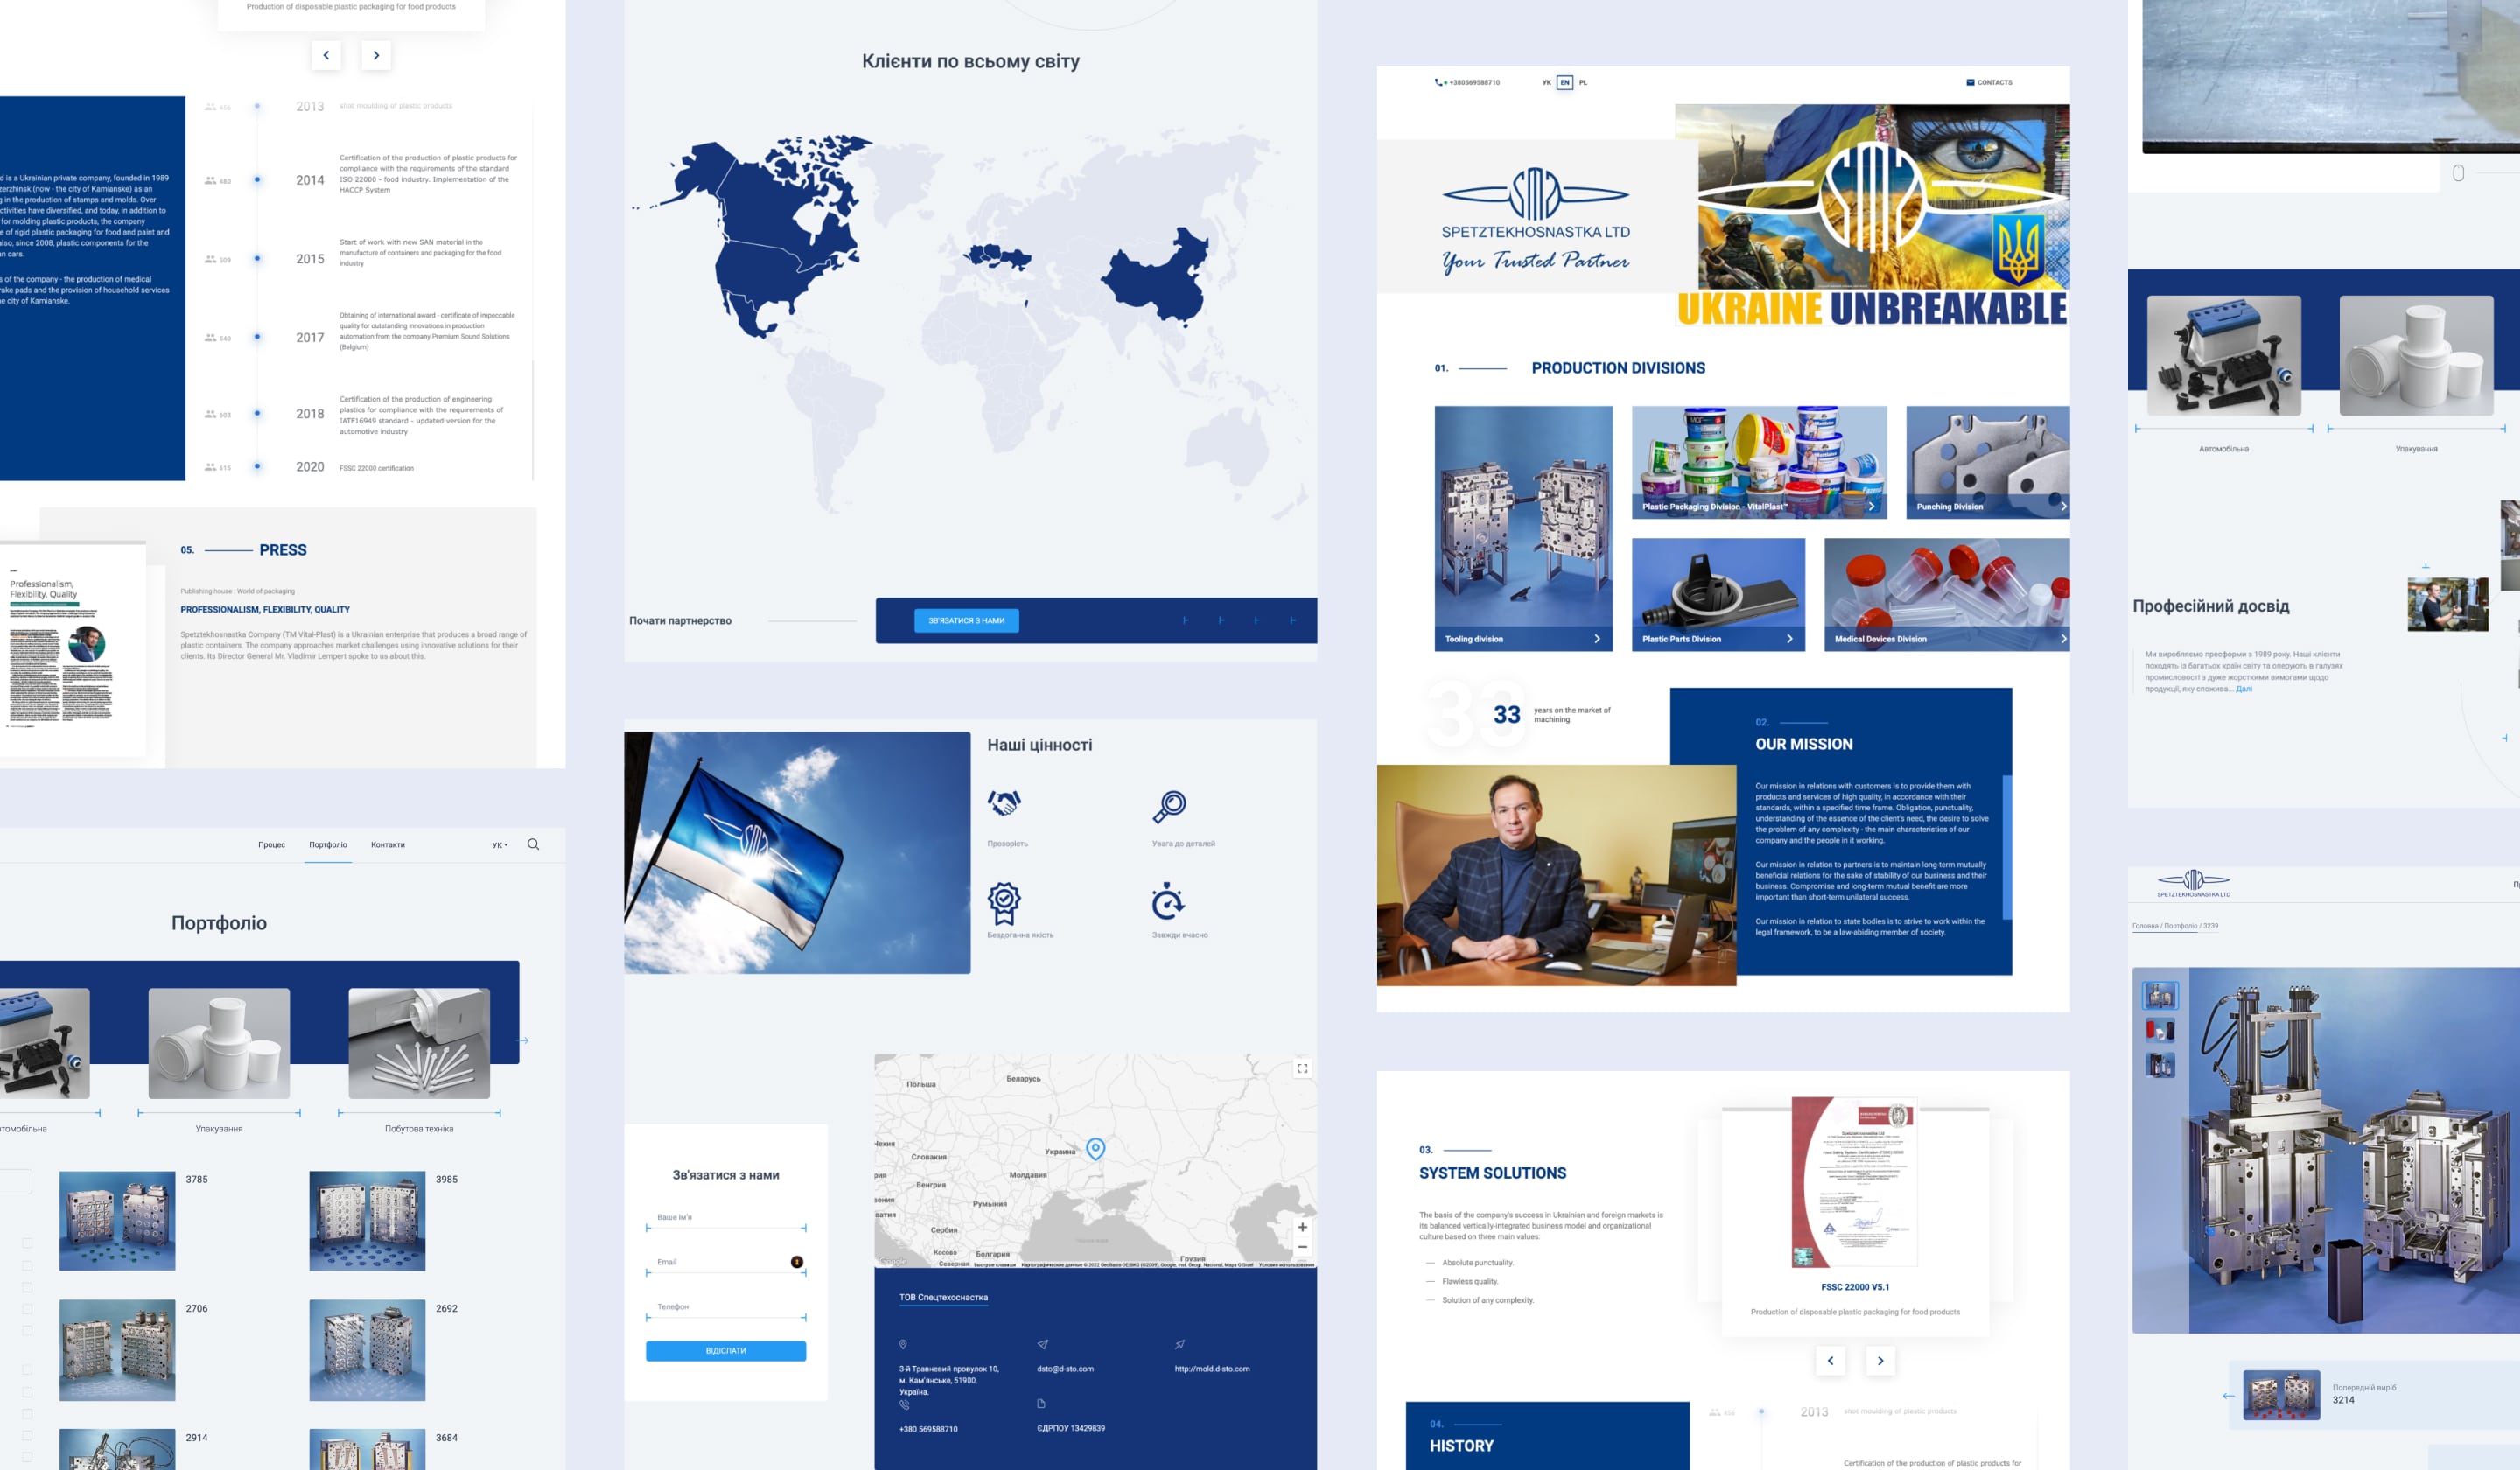 Production of disposable plastic packaging for food products
d is a Ukrainian private company, founded in 1989
zerzhinsk (now - the city of Kamianske) as an
g in the production of stamps and molds. Over
ctivities have diversified, and today, in addition to
for molding plastic products, the company
e of rigid plastic packaging for food and paint and
also, since 2008, plastic components for the
n cars.
s of the company - the production of medical
rake pads and the provision of household services
e city of Kamianske.
456 2013 shot moulding of plastic products
480 2014
Certification of the production of plastic products for
compliance with the requirements of the standard
ISO 22000 - food industry. Implementation of the
HACCP System
509 2015
Start of work with new SAN material in the
manufacture of containers and packaging for the food
industry
540 2017
Obtaining of international award - certificate of impeccable
quality for outstanding innovations in production
automation from the company Premium Sound Solutions
(Belgium)
603 2018
Certification of the production of engineering
plastics for compliance with the requirements of
IATF16949 standard - updated version for the
automotive industry
615 2020 FSSC 22000 certification
Professionalism,
Flexibility, Quality
05. PRESS
Publishing house : World of packaging
PROFESSIONALISM, FLEXIBILITY, QUALITY
Spetztekhosnastka Company (TM Vital-Plast) is a Ukrainian enterprise that produces a broad range of
plastic containers. The company approaches market challenges using innovative solutions for their
clients. Its Director General Mr. Vladimir Lempert spoke to us about this.
Процес Портфоліо Контакти УК
Портфоліо
томобільна Упакування Побутова техніка
3785 3985
2706 2692
2914 3684
Клієнти по всьому світу
Почати партнерство ЗВ'ЯЗАТИСЯ З НАМИ
Наші цінності
Прозорість Увага до деталей
Бездоганна якість Завжди вчасно
Зв'язатися з нами
Ваше Ім'я
Email
Телефон
ВІДІСЛАТИ
Польша Беларусь
Чехия
Словакия
Украина
Молдавия
Венгрия
Румыния
Сербия
Косово Болгария
Северная
Грузия
Google
Быстрые клавиши
Условия использования
ТОВ Спецтехоснастка
3-й Травневий провулок 10,
м. Кам'янське, 51900,
Україна.
dsto@d-sto.com
http://mold.d-sto.com
+380 569588710
ЄДРПОУ 13429839
+380569588710 УК EN PL CONTACTS
SPETZTEKHOSNASTKA LTD
Your Trusted Partner
UKRAINE UNBREAKABLE
01. PRODUCTION DIVISIONS
Plastic Packaging Division - VitalPlast™
Punching Division
Tooling division
Plastic Parts Division
Medical Devices Division
33
33 years on the market of
machining
02.
OUR MISSION
Our mission in relations with customers is to provide them with
products and services of high quality, in accordance with their
standards, within a specified time frame. Obligation, punctuality,
understanding of the essence of the client's need, the desire to solve
the problem of any complexity - the main characteristics of our
company and the people in it working.
Our mission in relation to partners is to maintain long-term mutually
beneficial relations for the sake of stability of our business and their
business. Compromise and long-term mutual benefit are more
important than short-term unilateral success.
Our mission in relation to state bodies is to strive to work within the
legal framework, to be a law-abiding member of society.
03.
SYSTEM SOLUTIONS
The basis of the company's success in Ukrainian and foreign markets is
its balanced vertically-integrated business model and organizational
culture based on three main values:
— Absolute punctuality.
— Flawless quality.
— Solution of any complexity.
FSSC 22000 V5.1
Production of disposable plastic packaging for food products
04.
HISTORY
456 2013 shot moulding of plastic products
Certification of the production of plastic products for
Автомобільна Упакування
Професійний досвід
Ми виробляємо пресформи з 1989 року. Наші клієнти
походять із багатьох країн світу та оперують в галузях
промисловості з дуже жорсткими вимогами щодо
продукції, яку спожива... Далі
SPETZTEKHOSNASTKA LTD
Головна / Портфоліо / 3239
Попередній виріб
3214